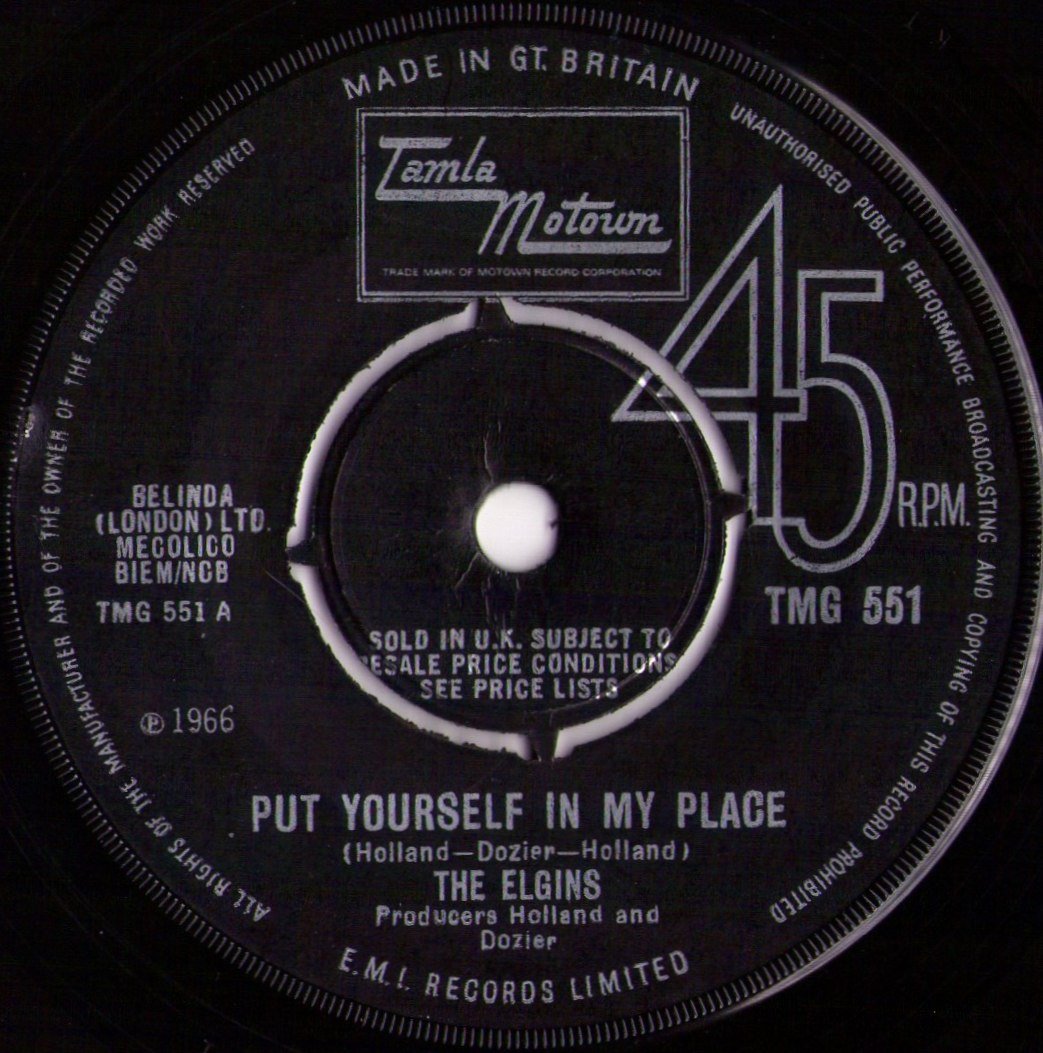 MADE IN GT. BRITAIN
Tamla
Motown
TRADE MARK OF MOTOWN RECORD CORPORATION
UNAUTHORISED PUBLIC PERFORMANCE BROADCASTING AND COPYING OF THIS RECORD PROHIBITED
ALL RIGHTS OF THE MANUFACTURER AND OF THE OWNER OF THE RECORDED WORK RESERVED
45
R.P.M.
BELINDA
(LONDON) LTD.
MECOLICO
BIEM/NCB
TMG 551 A
TMG 551
SOLD IN U.K. SUBJECT TO
RESALE PRICE CONDITIONS
SEE PRICE LISTS
℗ 1966
PUT YOURSELF IN MY PLACE
(Holland—Dozier—Holland)
THE ELGINS
Producers Holland and
Dozier
E.M.I. RECORDS LIMITED